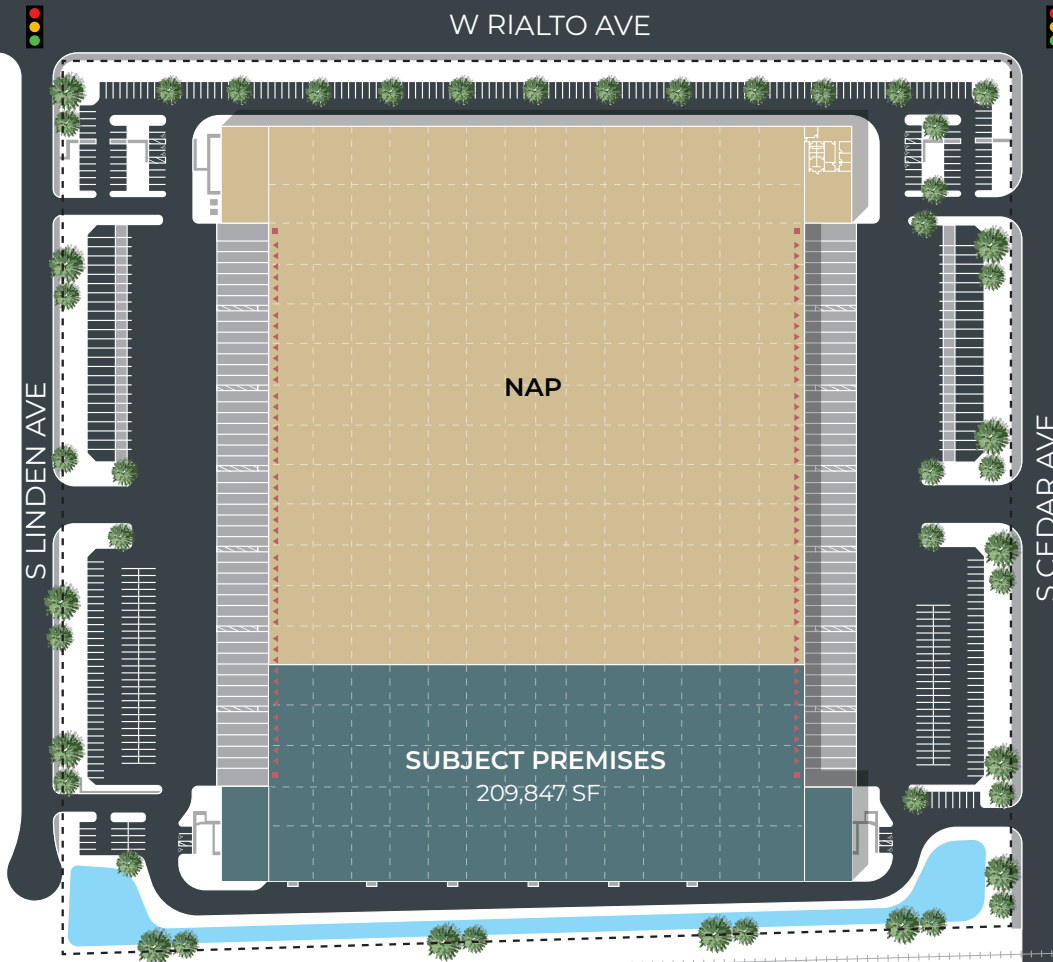 W RIALTO AVE
S LINDEN AVE
NAP
S CEDAR AVE
SUBJECT PREMISES
209,847 SF